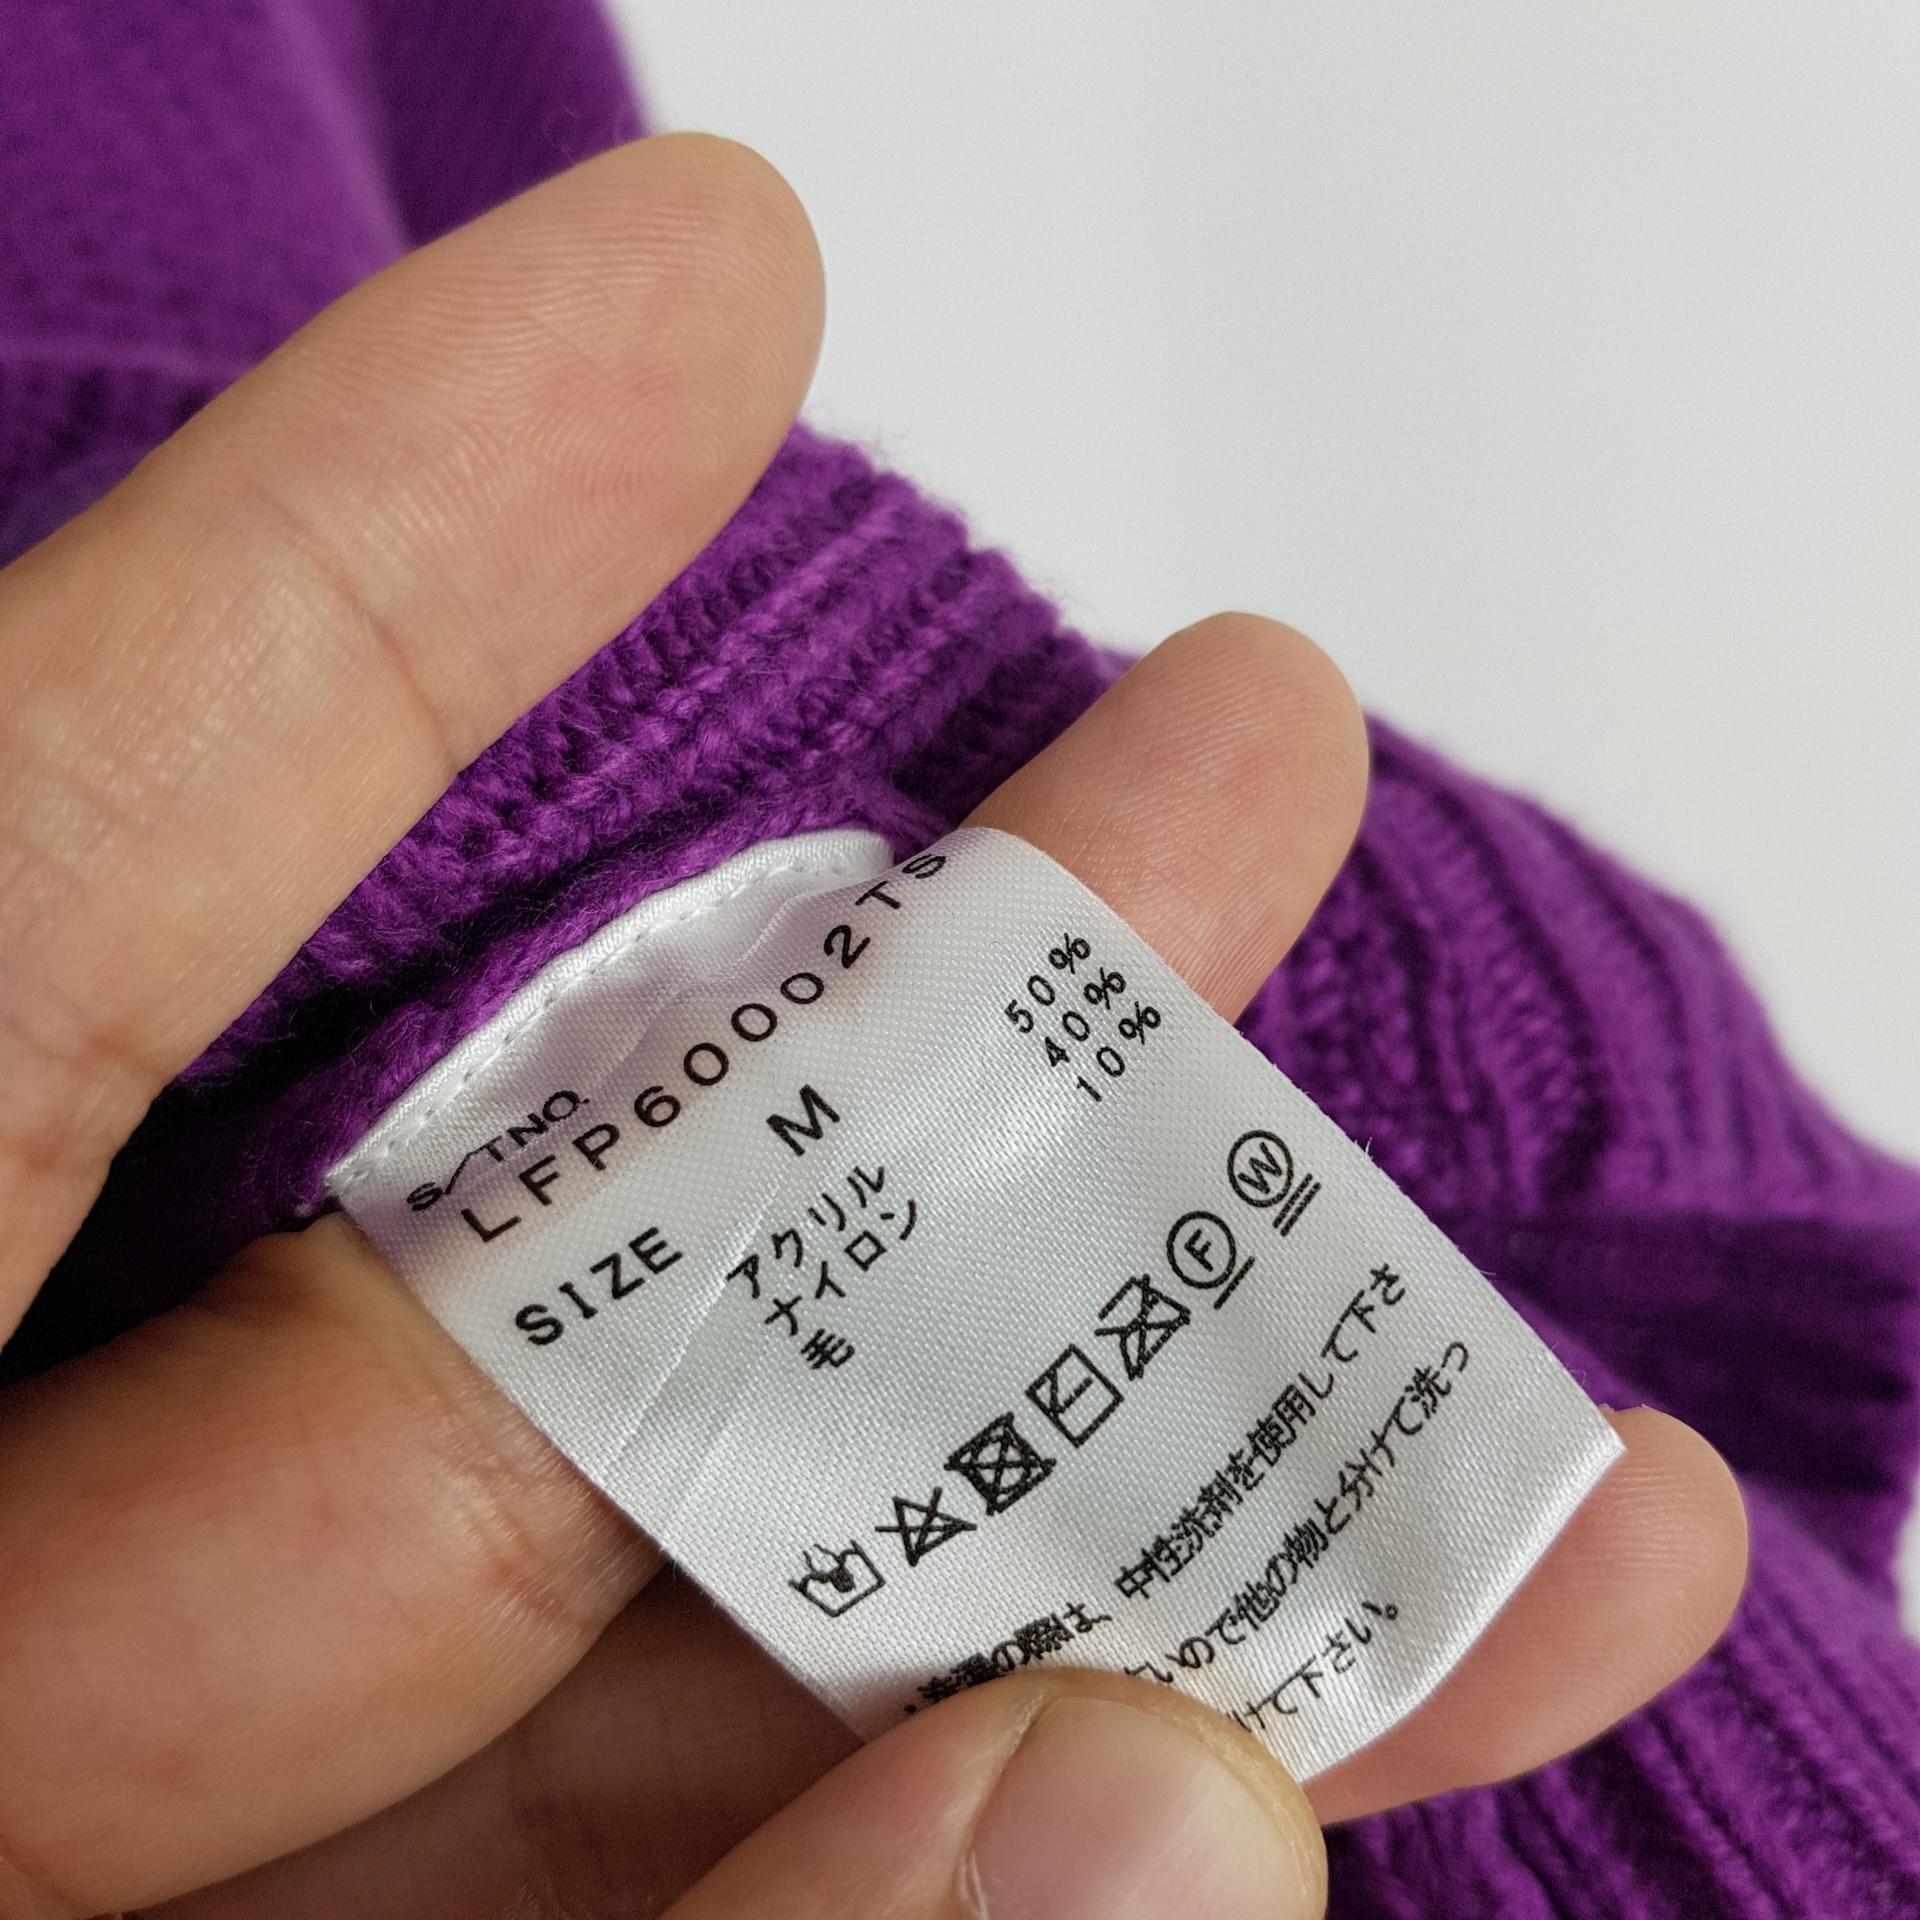 S/TNO.
LFP60002TS
SIZE M
アクリル 50%
ナイロン 40%
毛 10%
F W
の際は、中性洗剤を使用して下さ
いので他の物と分けて洗っ
けて下さい。